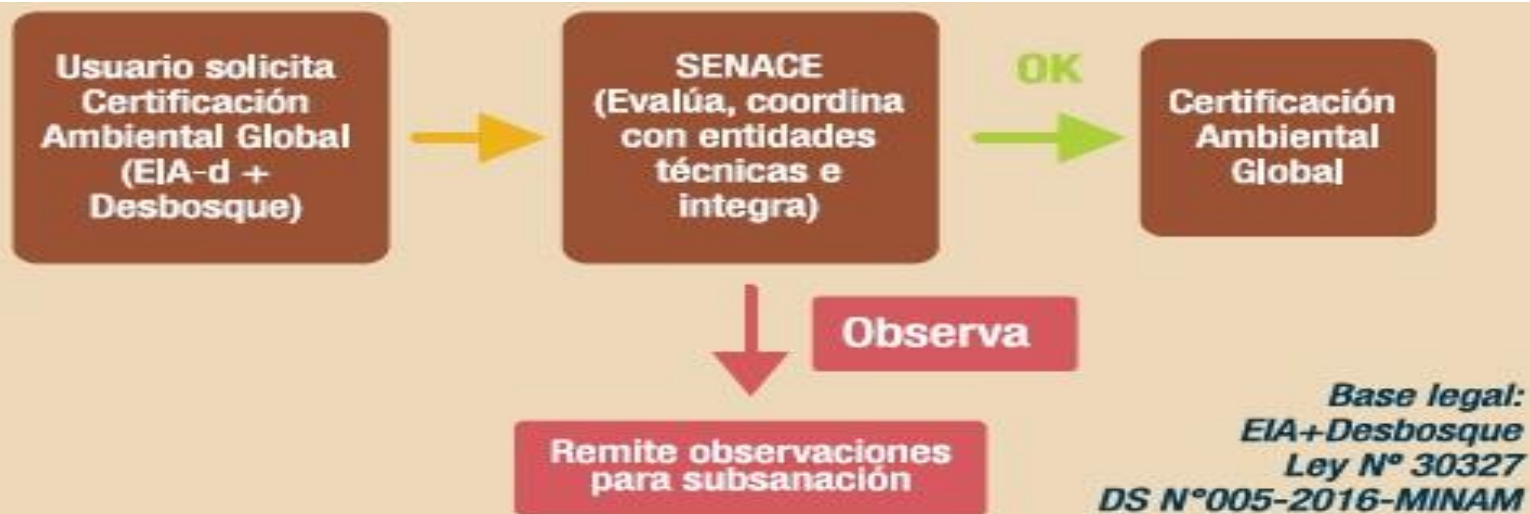 Usuario solicita
Certificación
Ambiental Global
(EIA-d +
Desbosque)
SENACE
(Evalúa, coordina
con entidades
técnicas e
integra)
OK
Certificación
Ambiental
Global
Observa
Remite observaciones
para subsanación
Base legal:
EIA+Desbosque
Ley Nº 30327
DS N°005-2016-MINAM